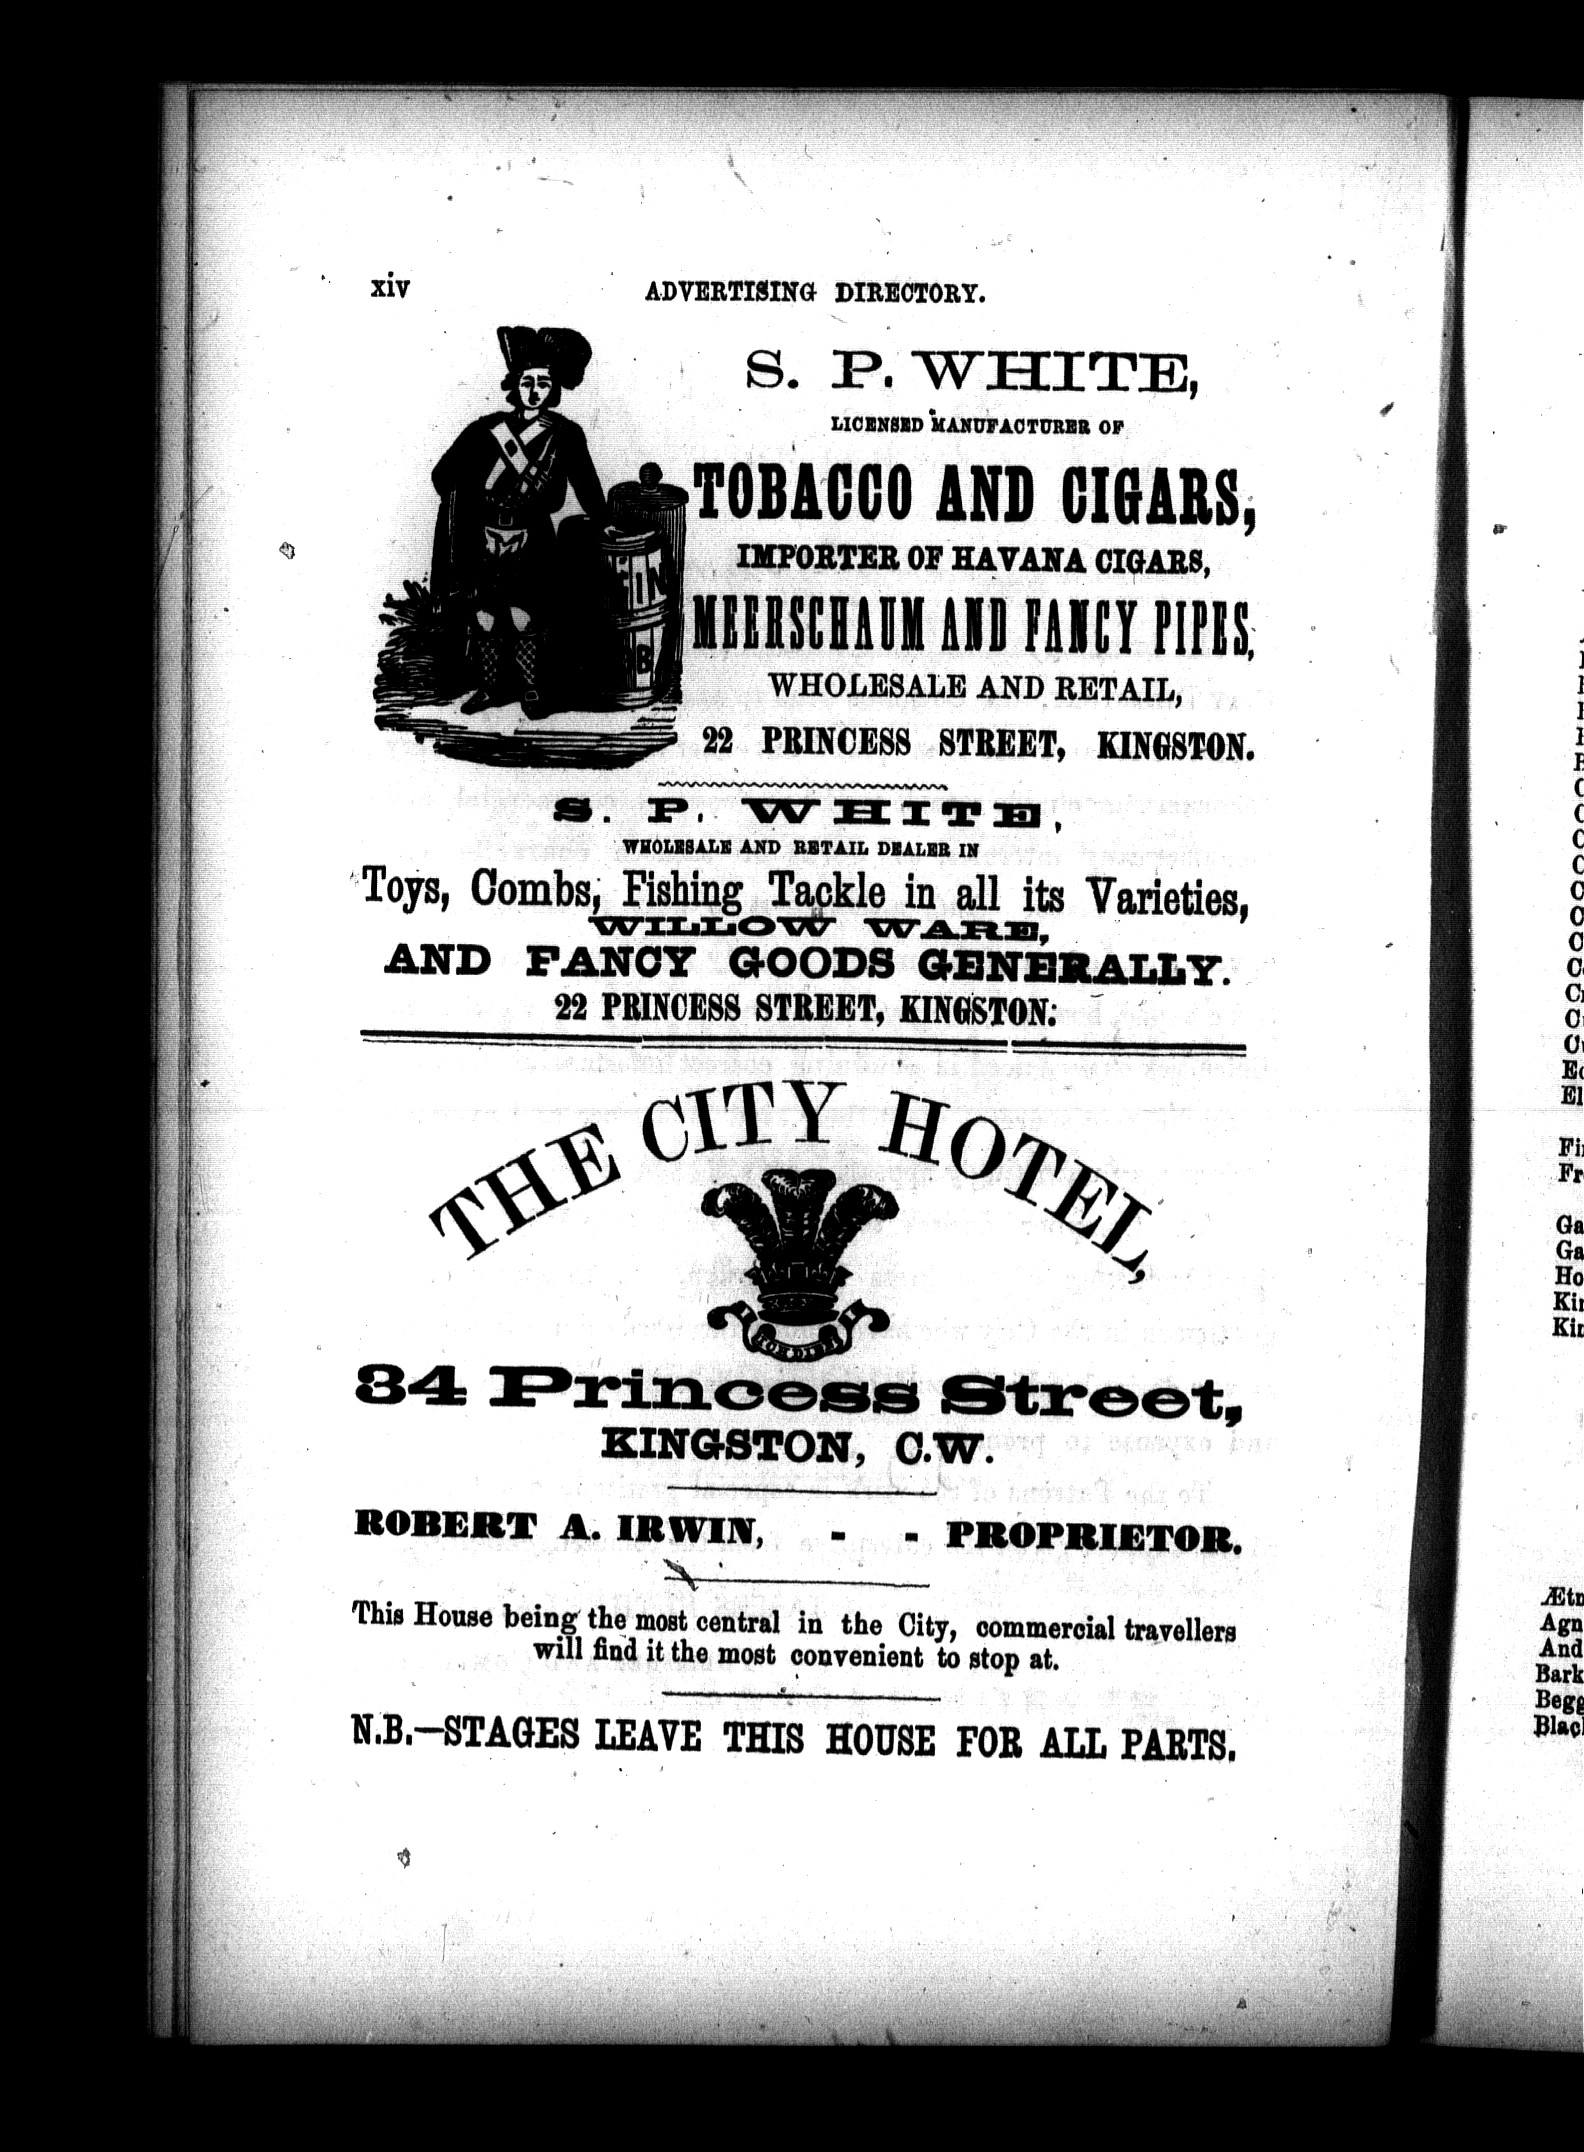 xiv ADVERTISING DIRECTORY.
S. P. WHITE,
LICENSED MANUFACTURER OF
TOBACCO AND CIGARS,
IMPORTER OF HAVANA CIGARS,
MEERSCHAUM AND FANCY PIPES,
WHOLESALE AND RETAIL,
22 PRINCESS STREET, KINGSTON.
S. P. WHITE,
WHOLESALE AND RETAIL DEALER IN
Toys, Combs, Fishing Tackle in all its Varieties,
WILLOW WARE,
AND FANCY GOODS GENERALLY.
22 PRINCESS STREET, KINGSTON.
THE CITY HOTEL,
34 Princess Street,
KINGSTON, C.W.
ROBERT A. IRWIN, - - PROPRIETOR.
This House being the most central in the City, commercial travellers
will find it the most convenient to stop at.
N.B.—STAGES LEAVE THIS HOUSE FOR ALL PARTS.